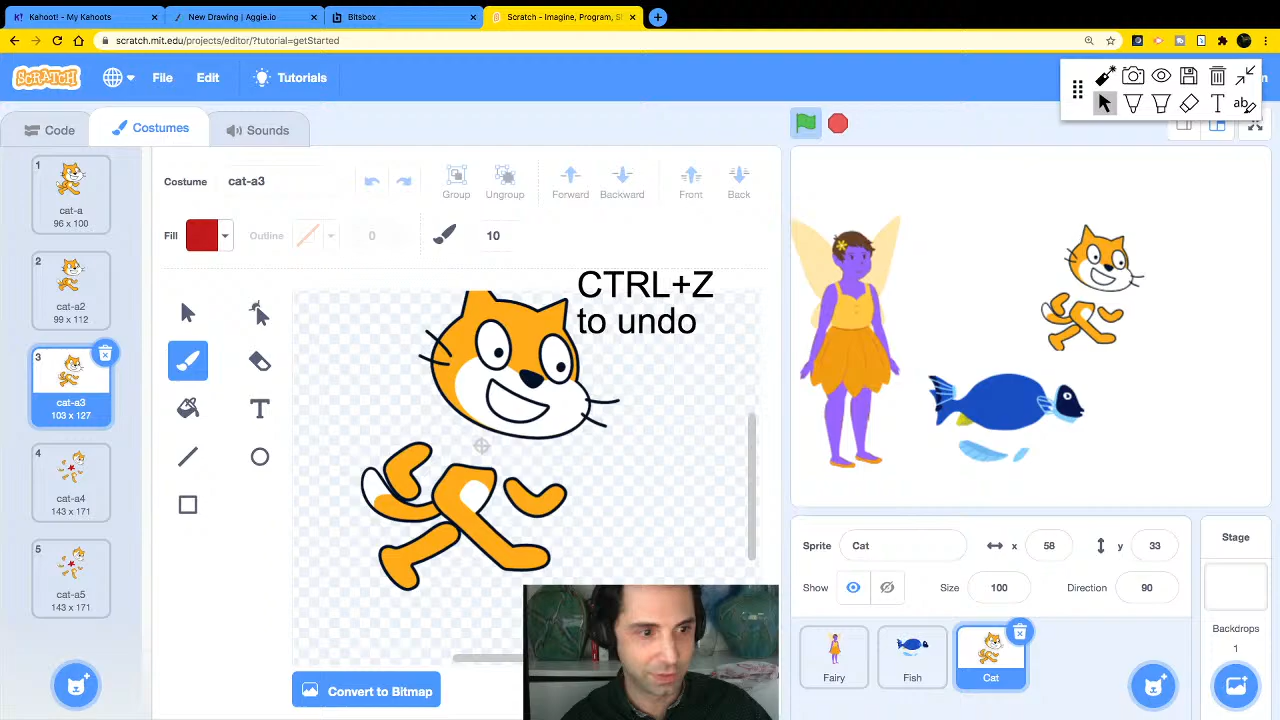 Kahoot! - My Kahoots
New Drawing | Aggie.io
Bitsbox
Scratch - Imagine, Program, S
scratch.mit.edu/projects/editor/?tutorial=getStarted
SCRATCH
File
Edit
Tutorials
Code
Costumes
Sounds
Costume
cat-a3
Group
Ungroup
Forward
Backward
Front
Back
Fill
Outline
0
10
T
ab
CTRL+Z
to undo
1
cat-a
96 x 100
2
cat-a2
99 x 112
3
cat-a3
103 x 127
4
cat-a4
143 x 171
5
cat-a5
143 x 171
Convert to Bitmap
Sprite
Cat
x
58
y
33
Show
Size
100
Direction
90
Fairy
Fish
Cat
Stage
Backdrops
1